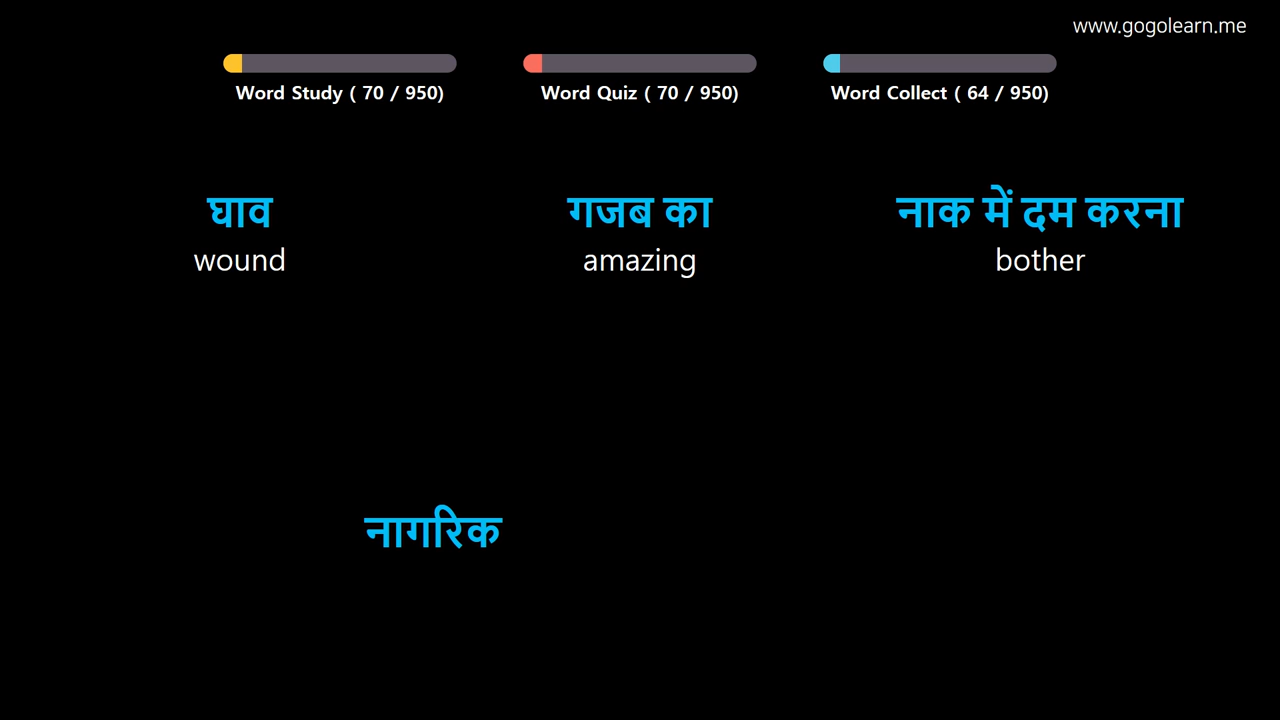 www.gogolearn.me
Word Study ( 70 / 950)
Word Quiz ( 70 / 950)
Word Collect ( 64 / 950)
घाव
wound
गजब का
amazing
नाक में दम करना
bother
नागरिक